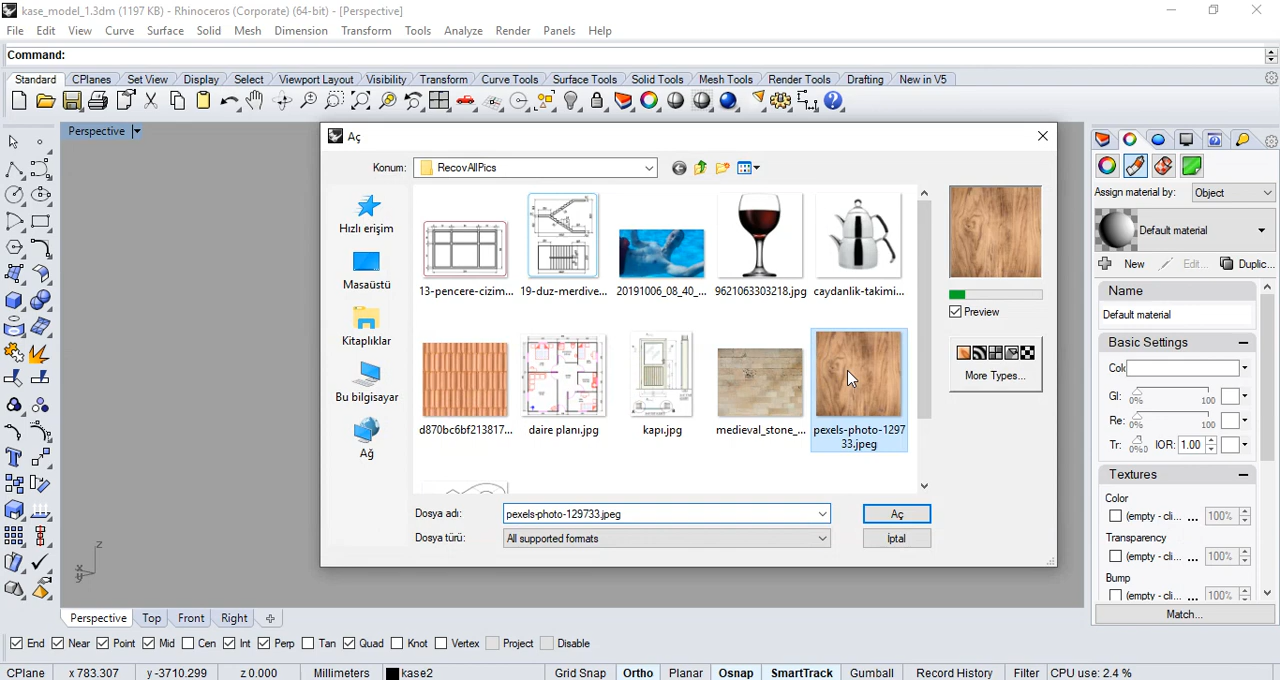 kase_model_1.3dm (1197 KB) - Rhinoceros (Corporate) (64-bit) - [Perspective]
File Edit View Curve Surface Solid Mesh Dimension Transform Tools Analyze Render Panels Help
Command:
Standard CPlanes Set View Display Select Viewport Layout Visibility Transform Curve Tools Surface Tools Solid Tools Mesh Tools Render Tools Drafting New in V5
Perspective
Aç
Konum: RecovAllPics
Hızlı erişim
Masaüstü
Kitaplıklar
Bu bilgisayar
Ağ
13-pencere-cizim... 19-duz-merdive... 20191006_08_40_... 9621063303218.jpg caydanlik-takimi...
d870bc6bf213817... daire planı.jpg kapı.jpg medieval_stone_... pexels-photo-1297
33.jpeg
Preview
More Types...
Dosya adı: pexels-photo-129733.jpeg Aç
Dosya türü: All supported formats İptal
Assign material by: Object
Default material
New Edit... Duplic...
Name
Default material
Basic Settings
Gl: 0% 100
Re: 0% 100
Tr: IOR: 1.00
Textures
Color
(empty - cli... ... 100%
Transparency
(empty - cli... ... 100%
Bump
(empty - cli... ... 100%
Match...
z
x
y
Perspective Top Front Right
End Near Point Mid Cen Int Perp Tan Quad Knot Vertex Project Disable
CPlane x 783.307 y -3710.299 z 0.000 Millimeters kase2 Grid Snap Ortho Planar Osnap SmartTrack Gumball Record History Filter CPU use: 2.4 %